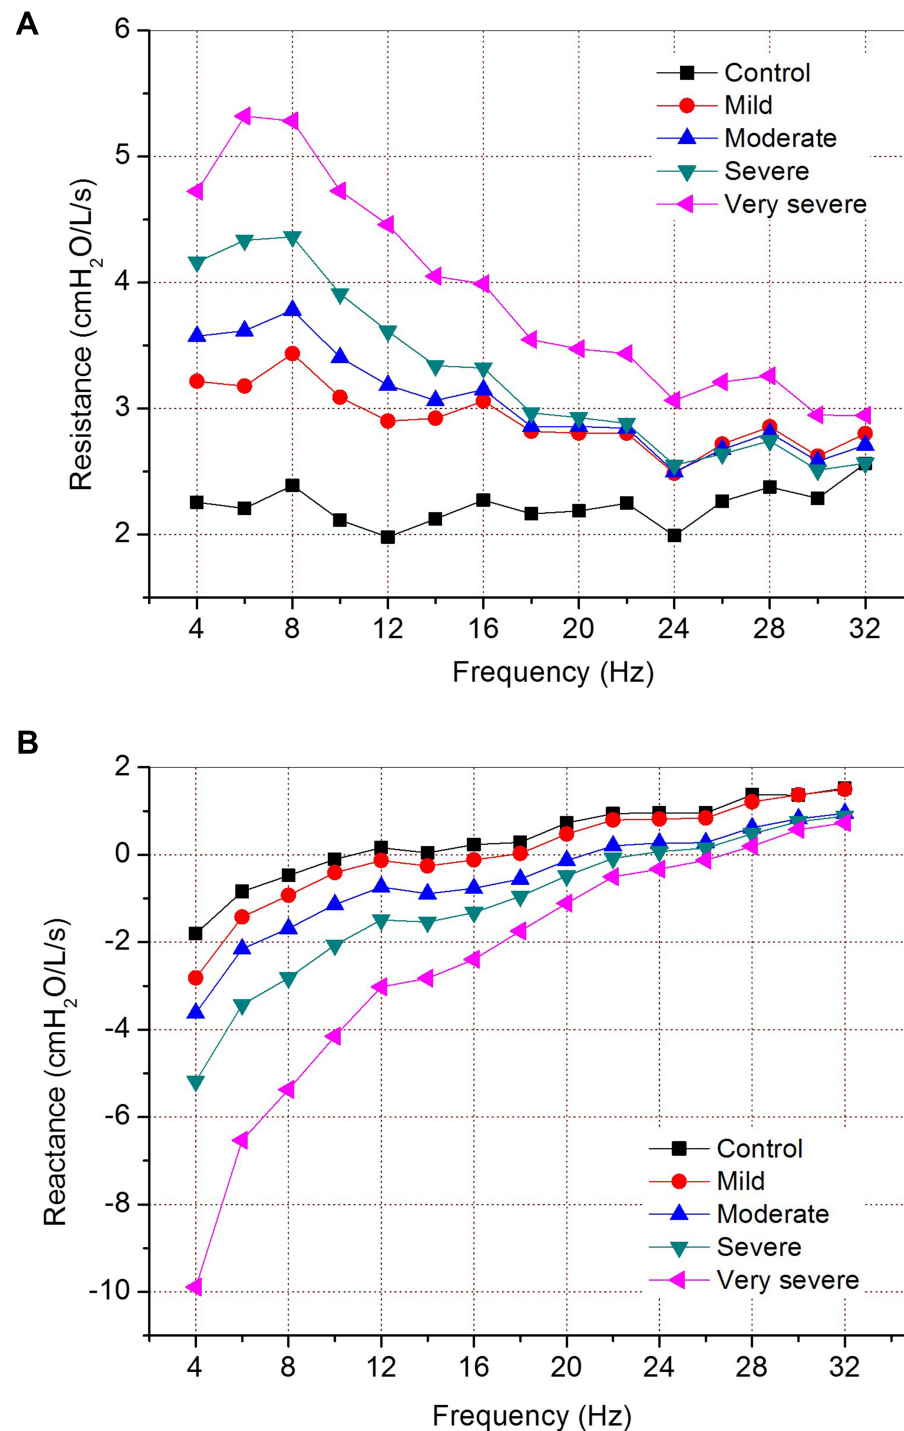 A
6
5
4
3
2
Resistance (cmH₂O/L/s)
Control
Mild
Moderate
Severe
Very severe
4 8 12 16 20 24 28 32
Frequency (Hz)
B
2
0
-2
-4
-6
-8
-10
Reactance (cmH₂O/L/s)
Control
Mild
Moderate
Severe
Very severe
4 8 12 16 20 24 28 32
Frequency (Hz)